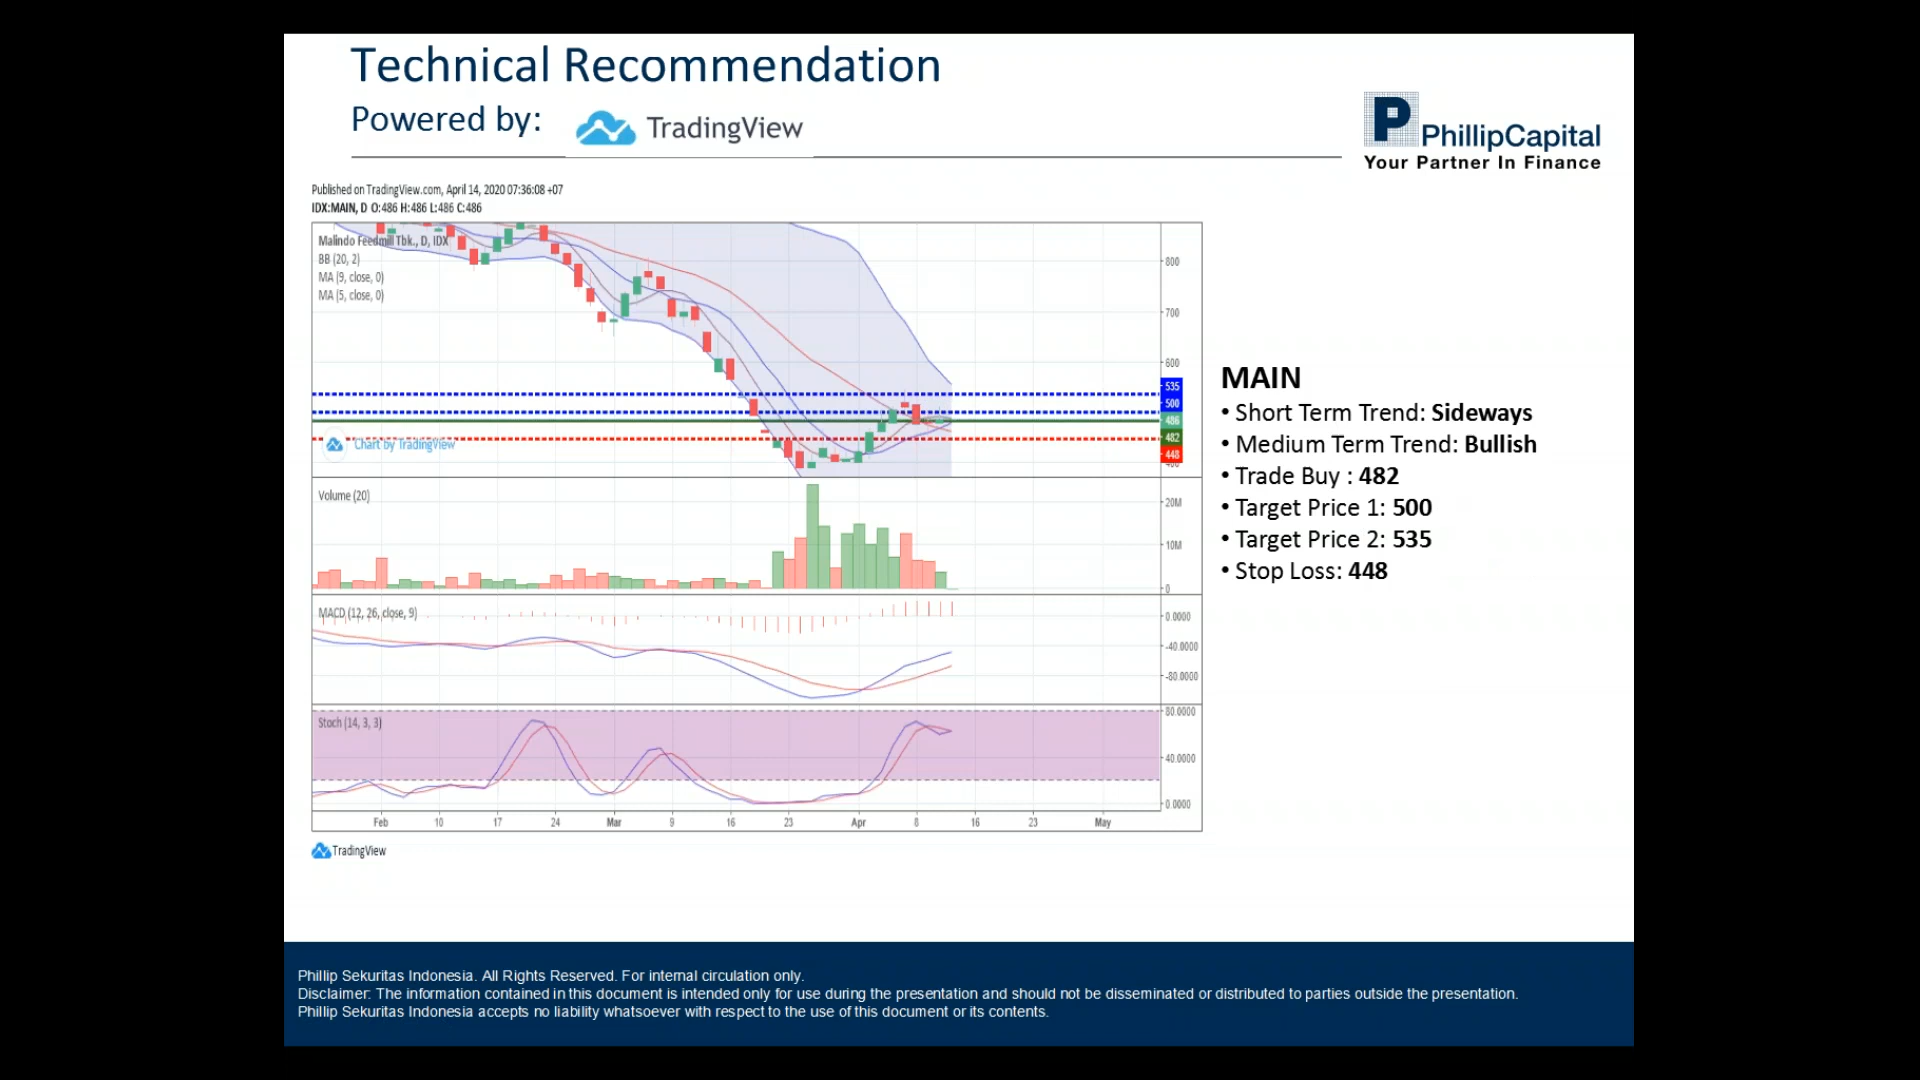 Technical Recommendation
Powered by:
TradingView
PhillipCapital
Your Partner In Finance
Published on TradingView.com, April 14, 2020 07:36:08 +07
IDX:MAIN, D O:486 H:486 L:486 C:486
Malindo Feedmill Tbk., D, IDX
BB (20, 2)
MA (9, close, 0)
MA (5, close, 0)
800
700
600
535
500
486
482
448
Chart by TradingView
Volume (20)
20M
10M
0
MACD (12, 26, close, 9)
0.0000
-40.0000
-80.0000
Stoch (14, 3, 3)
80.0000
40.0000
0.0000
Feb 10 17 24 Mar 9 16 23 Apr 8 16 23 May
TradingView
MAIN
• Short Term Trend: Sideways
• Medium Term Trend: Bullish
• Trade Buy : 482
• Target Price 1: 500
• Target Price 2: 535
• Stop Loss: 448
Phillip Sekuritas Indonesia. All Rights Reserved. For internal circulation only.
Disclaimer: The information contained in this document is intended only for use during the presentation and should not be disseminated or distributed to parties outside the presentation.
Phillip Sekuritas Indonesia accepts no liability whatsoever with respect to the use of this document or its contents.